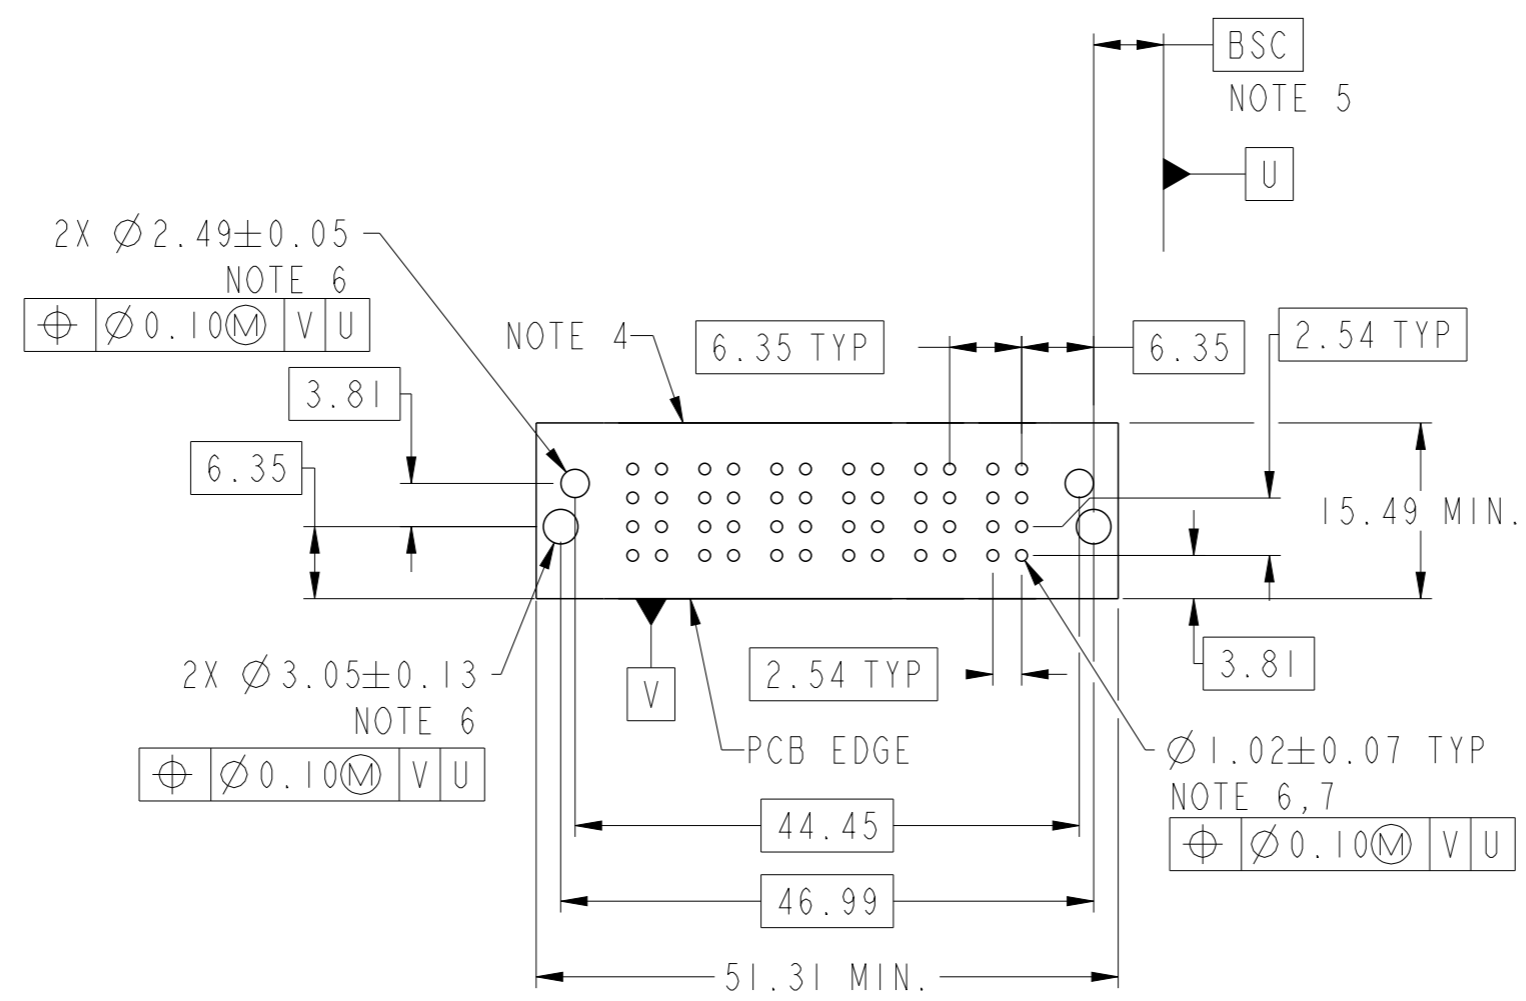 BSC
NOTE 5
U
2X Ø2.49±0.05
NOTE 6
⌖ Ø0.10Ⓜ V U
NOTE 4
6.35 TYP
6.35
2.54 TYP
3.81
6.35
15.49 MIN.
2X Ø3.05±0.13
NOTE 6
⌖ Ø0.10Ⓜ V U
V
2.54 TYP
3.81
PCB EDGE
Ø1.02±0.07 TYP
NOTE 6,7
⌖ Ø0.10Ⓜ V U
44.45
46.99
51.31 MIN.